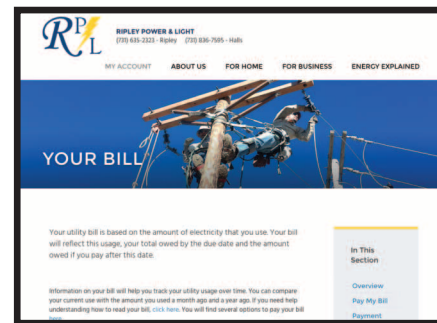 RPL
RIPLEY POWER & LIGHT
(731) 635-2323 - Ripley (731) 836-7595 - Halls
MY ACCOUNT ABOUT US FOR HOME FOR BUSINESS ENERGY EXPLAINED
YOUR BILL
Your utility bill is based on the amount of electricity that you use. Your bill
will reflect this usage, your total owed by the due date and the amount
owed if you pay after this date.
Information on your bill will help you track your utility usage over time. You can compare
your current use with the amount you used a month ago and a year ago. If you need help
understanding how to read your bill, click here. You will find several options to pay your bill
here.
In This
Section
Overview
Pay My Bill
Payment